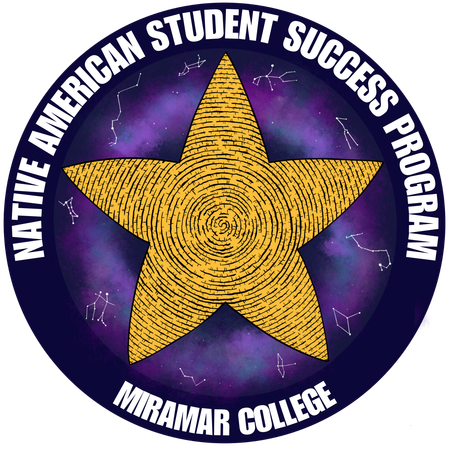 NATIVE AMERICAN STUDENT SUCCESS PROGRAM
MIRAMAR COLLEGE